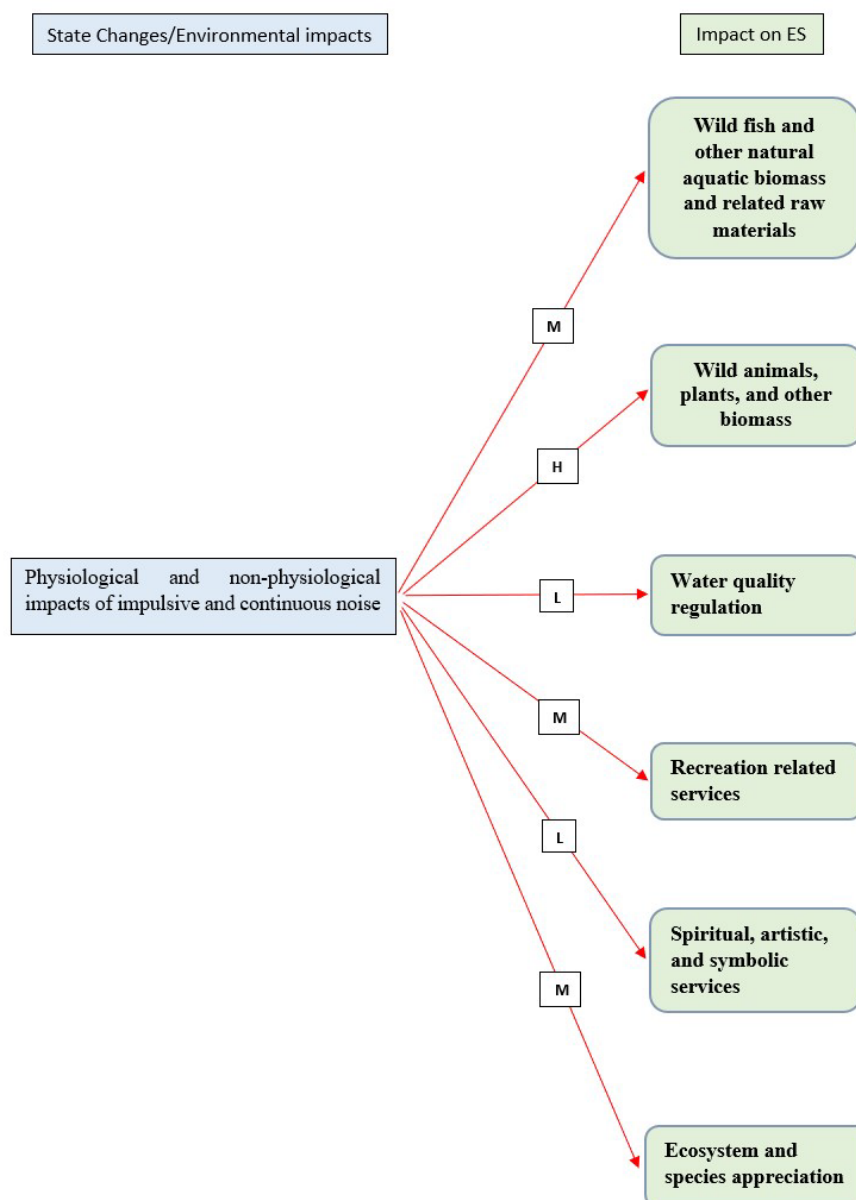 State Changes/Environmental impacts
Impact on ES
Wild fish and
other natural
aquatic biomass
and related raw
materials
M
Wild animals,
plants, and other
biomass
H
Physiological and non-physiological
impacts of impulsive and continuous noise
L
Water quality
regulation
M
Recreation related
services
L
Spiritual, artistic,
and symbolic
services
M
Ecosystem and
species appreciation